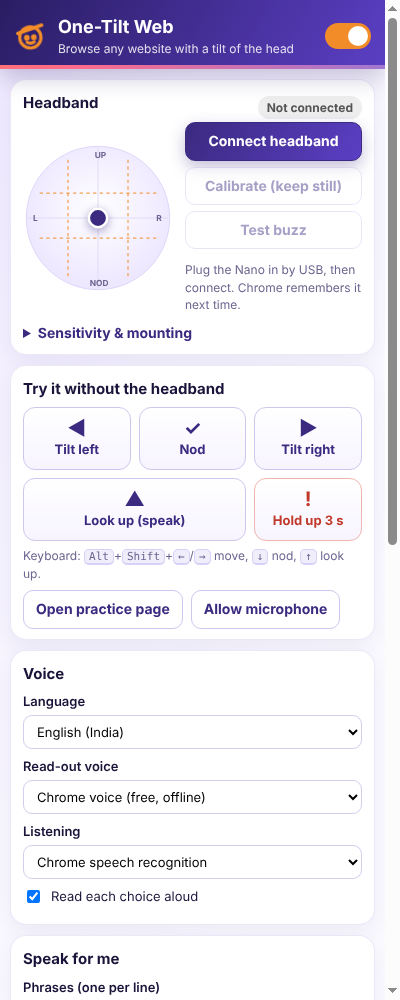 One-Tilt Web
Browse any website with a tilt of the head
Headband
Not connected
UP
L
R
NOD
Connect headband
Calibrate (keep still)
Test buzz
Plug the Nano in by USB, then
connect. Chrome remembers it
next time.
▶ Sensitivity & mounting
Try it without the headband
◀
Tilt left
✓
Nod
▶
Tilt right
▲
Look up (speak)
!
Hold up 3 s
Keyboard: Alt+Shift+←/→ move, ↓ nod, ↑ look
up.
Open practice page
Allow microphone
Voice
Language
English (India)
Read-out voice
Chrome voice (free, offline)
Listening
Chrome speech recognition
Read each choice aloud
Speak for me
Phrases (one per line)